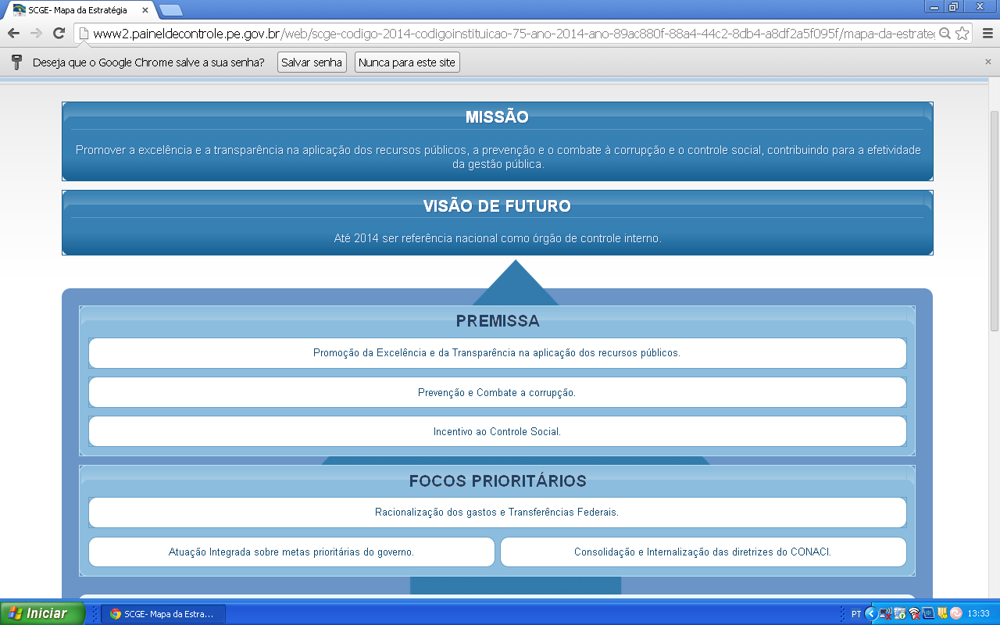 SCGE- Mapa da Estratégia
www2.paineldecontrole.pe.gov.br/web/scge-codigo-2014-codigoinstituicao-75-ano-2014-ano-89ac880f-88a4-44c2-8db4-a8df2a5f095f/mapa-da-estrate
Deseja que o Google Chrome salve a sua senha? Salvar senha Nunca para este site
MISSÃO
Promover a excelência e a transparência na aplicação dos recursos públicos, a prevenção e o combate à corrupção e o controle social, contribuindo para a efetividade
da gestão pública.
VISÃO DE FUTURO
Até 2014 ser referência nacional como órgão de controle interno.
PREMISSA
Promoção da Excelência e da Transparência na aplicação dos recursos públicos.
Prevenção e Combate a corrupção.
Incentivo ao Controle Social.
FOCOS PRIORITÁRIOS
Racionalização dos gastos e Transferências Federais.
Atuação Integrada sobre metas prioritárias do governo. Consolidação e Internalização das diretrizes do CONACI.
Iniciar SCGE- Mapa da Estra... PT 13:33